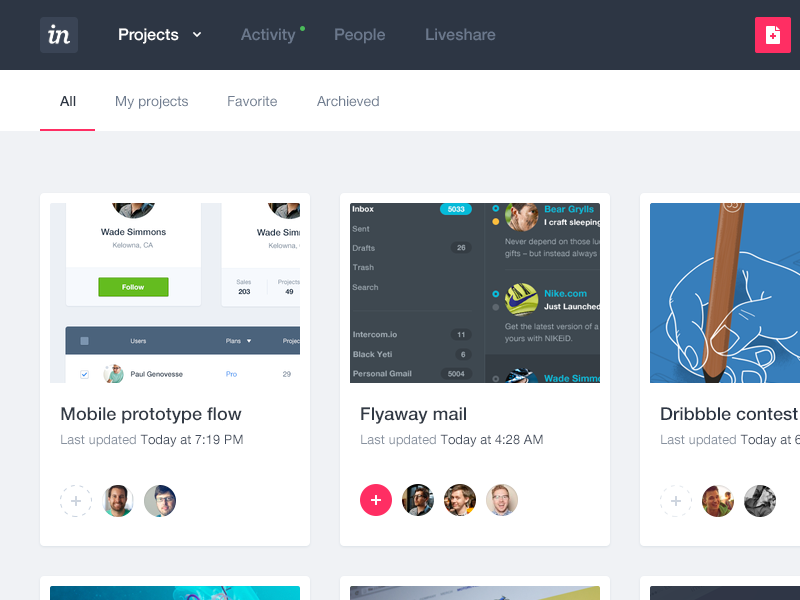 in Projects Activity People Liveshare
All My projects Favorite Archieved
Wade Simmons
Kelowna, CA
Follow
Wade Simm
Kelowna,
Sales Projects
203 49
Users Plans Projec
Paul Genovesse Pro 29
Inbox 5033
Sent
Drafts 26
Trash
Search
Intercom.io 11
Black Yeti 6
Personal Gmail 5004
Bear Grylls
I craft sleeping
Never depend on those lu
gifts – but instead always
Nike.com
Just Launched
Get the latest version of a
yours with NIKEiD.
Wade Simmo
Mobile prototype flow
Last updated Today at 7:19 PM
Flyaway mail
Last updated Today at 4:28 AM
Dribbble contest
Last updated Today at 6